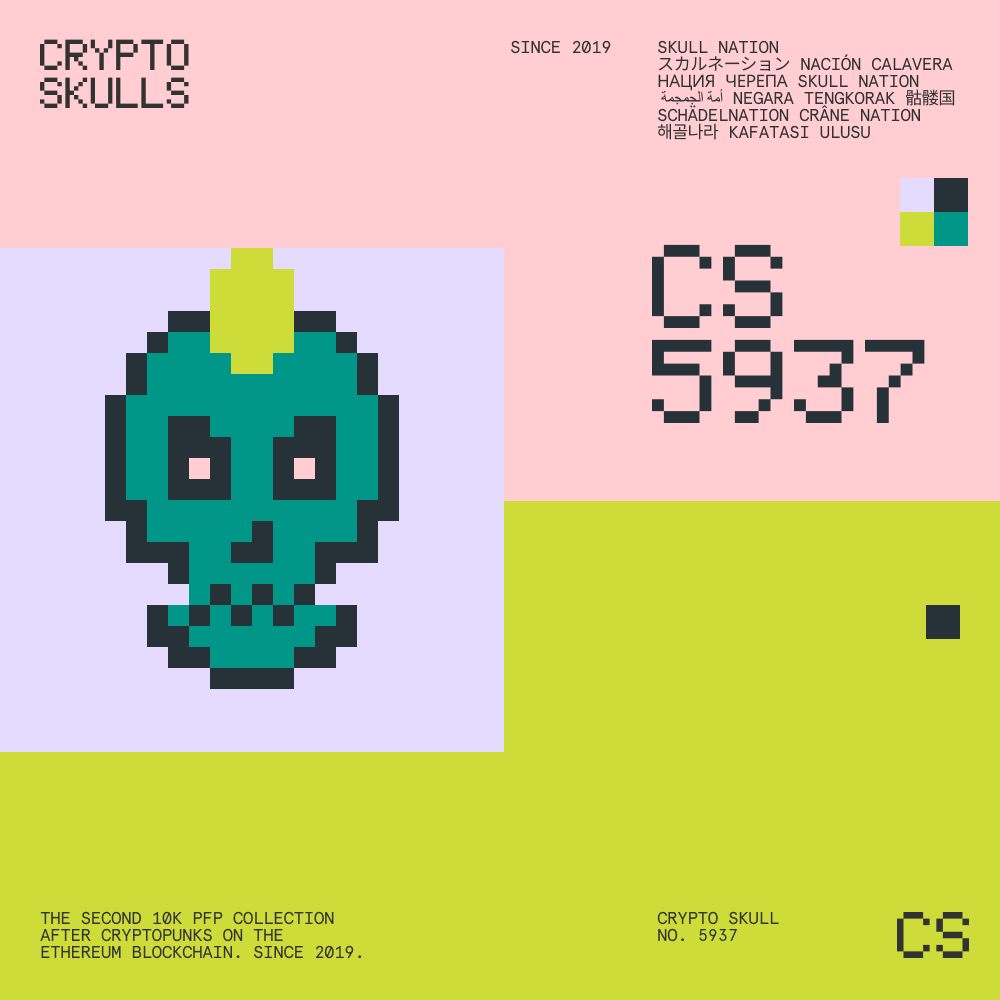 CRYPTO
SKULLS
SINCE 2019
SKULL NATION
スカルネーション NACIÓN CALAVERA
НАЦИЯ ЧЕРЕПА SKULL NATION
أمة الجمجمة NEGARA TENGKORAK 骷髅国
SCHÄDELNATION CRÂNE NATION
해골나라 KAFATASI ULUSU
CS
5937
THE SECOND 10K PFP COLLECTION
AFTER CRYPTOPUNKS ON THE
ETHEREUM BLOCKCHAIN. SINCE 2019.
CRYPTO SKULL
NO. 5937
CS